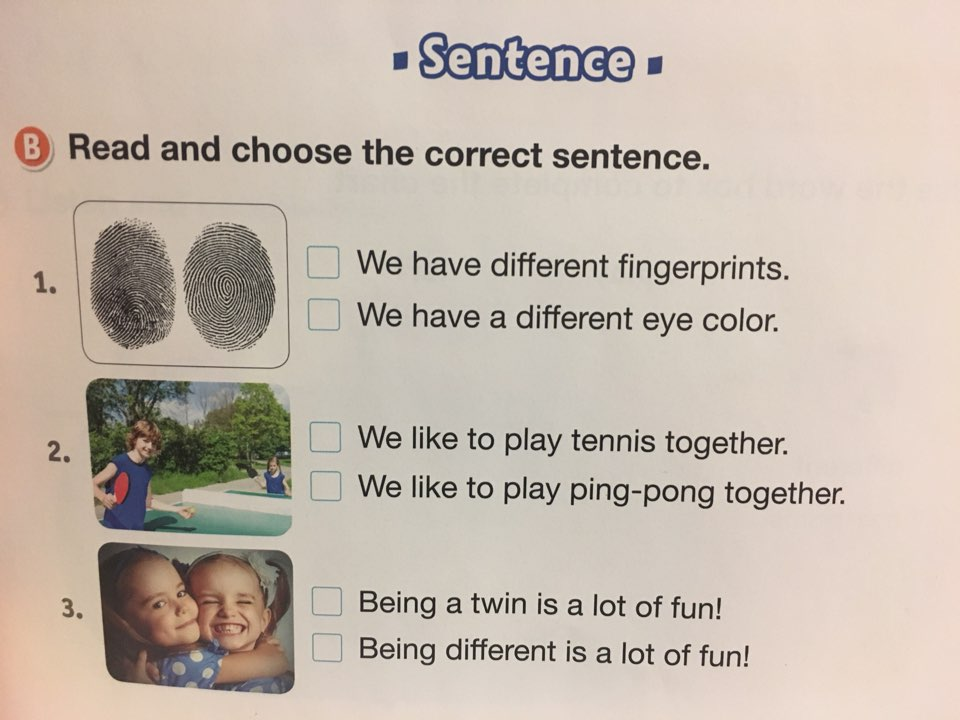 Sentence
B Read and choose the correct sentence.
1.
We have different fingerprints.
We have a different eye color.
2.
We like to play tennis together.
We like to play ping-pong together.
3.
Being a twin is a lot of fun!
Being different is a lot of fun!